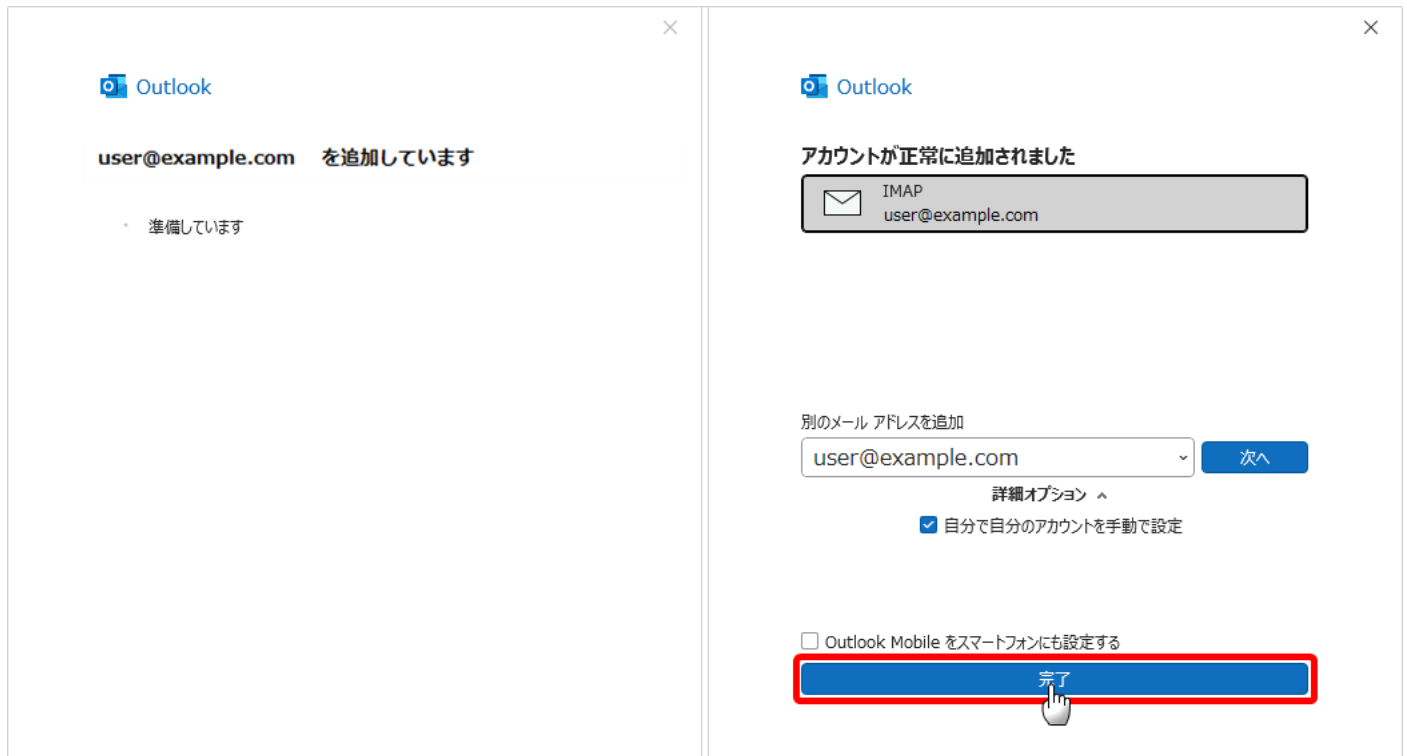 Outlook
user@example.com を追加しています
準備しています
Outlook
アカウントが正常に追加されました
IMAP
user@example.com
別のメール アドレスを追加
user@example.com
次へ
詳細オプション
自分で自分のアカウントを手動で設定
Outlook Mobile をスマートフォンにも設定する
完了